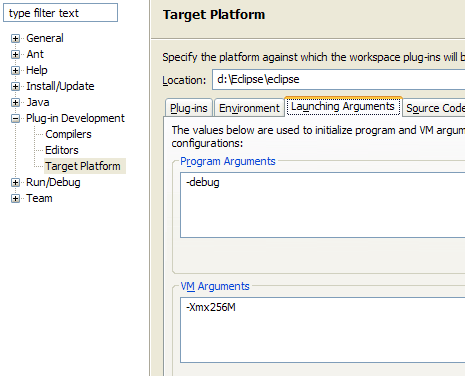 type filter text
General
Ant
Help
Install/Update
Java
Plug-in Development
Compilers
Editors
Target Platform
Run/Debug
Team
Target Platform
Specify the platform against which the workspace plug-ins will b
Location: d:\Eclipse\eclipse
Plug-ins Environment Launching Arguments Source Code
The values below are used to initialize program and VM argum
configurations:
Program Arguments
-debug
VM Arguments
-Xmx256M